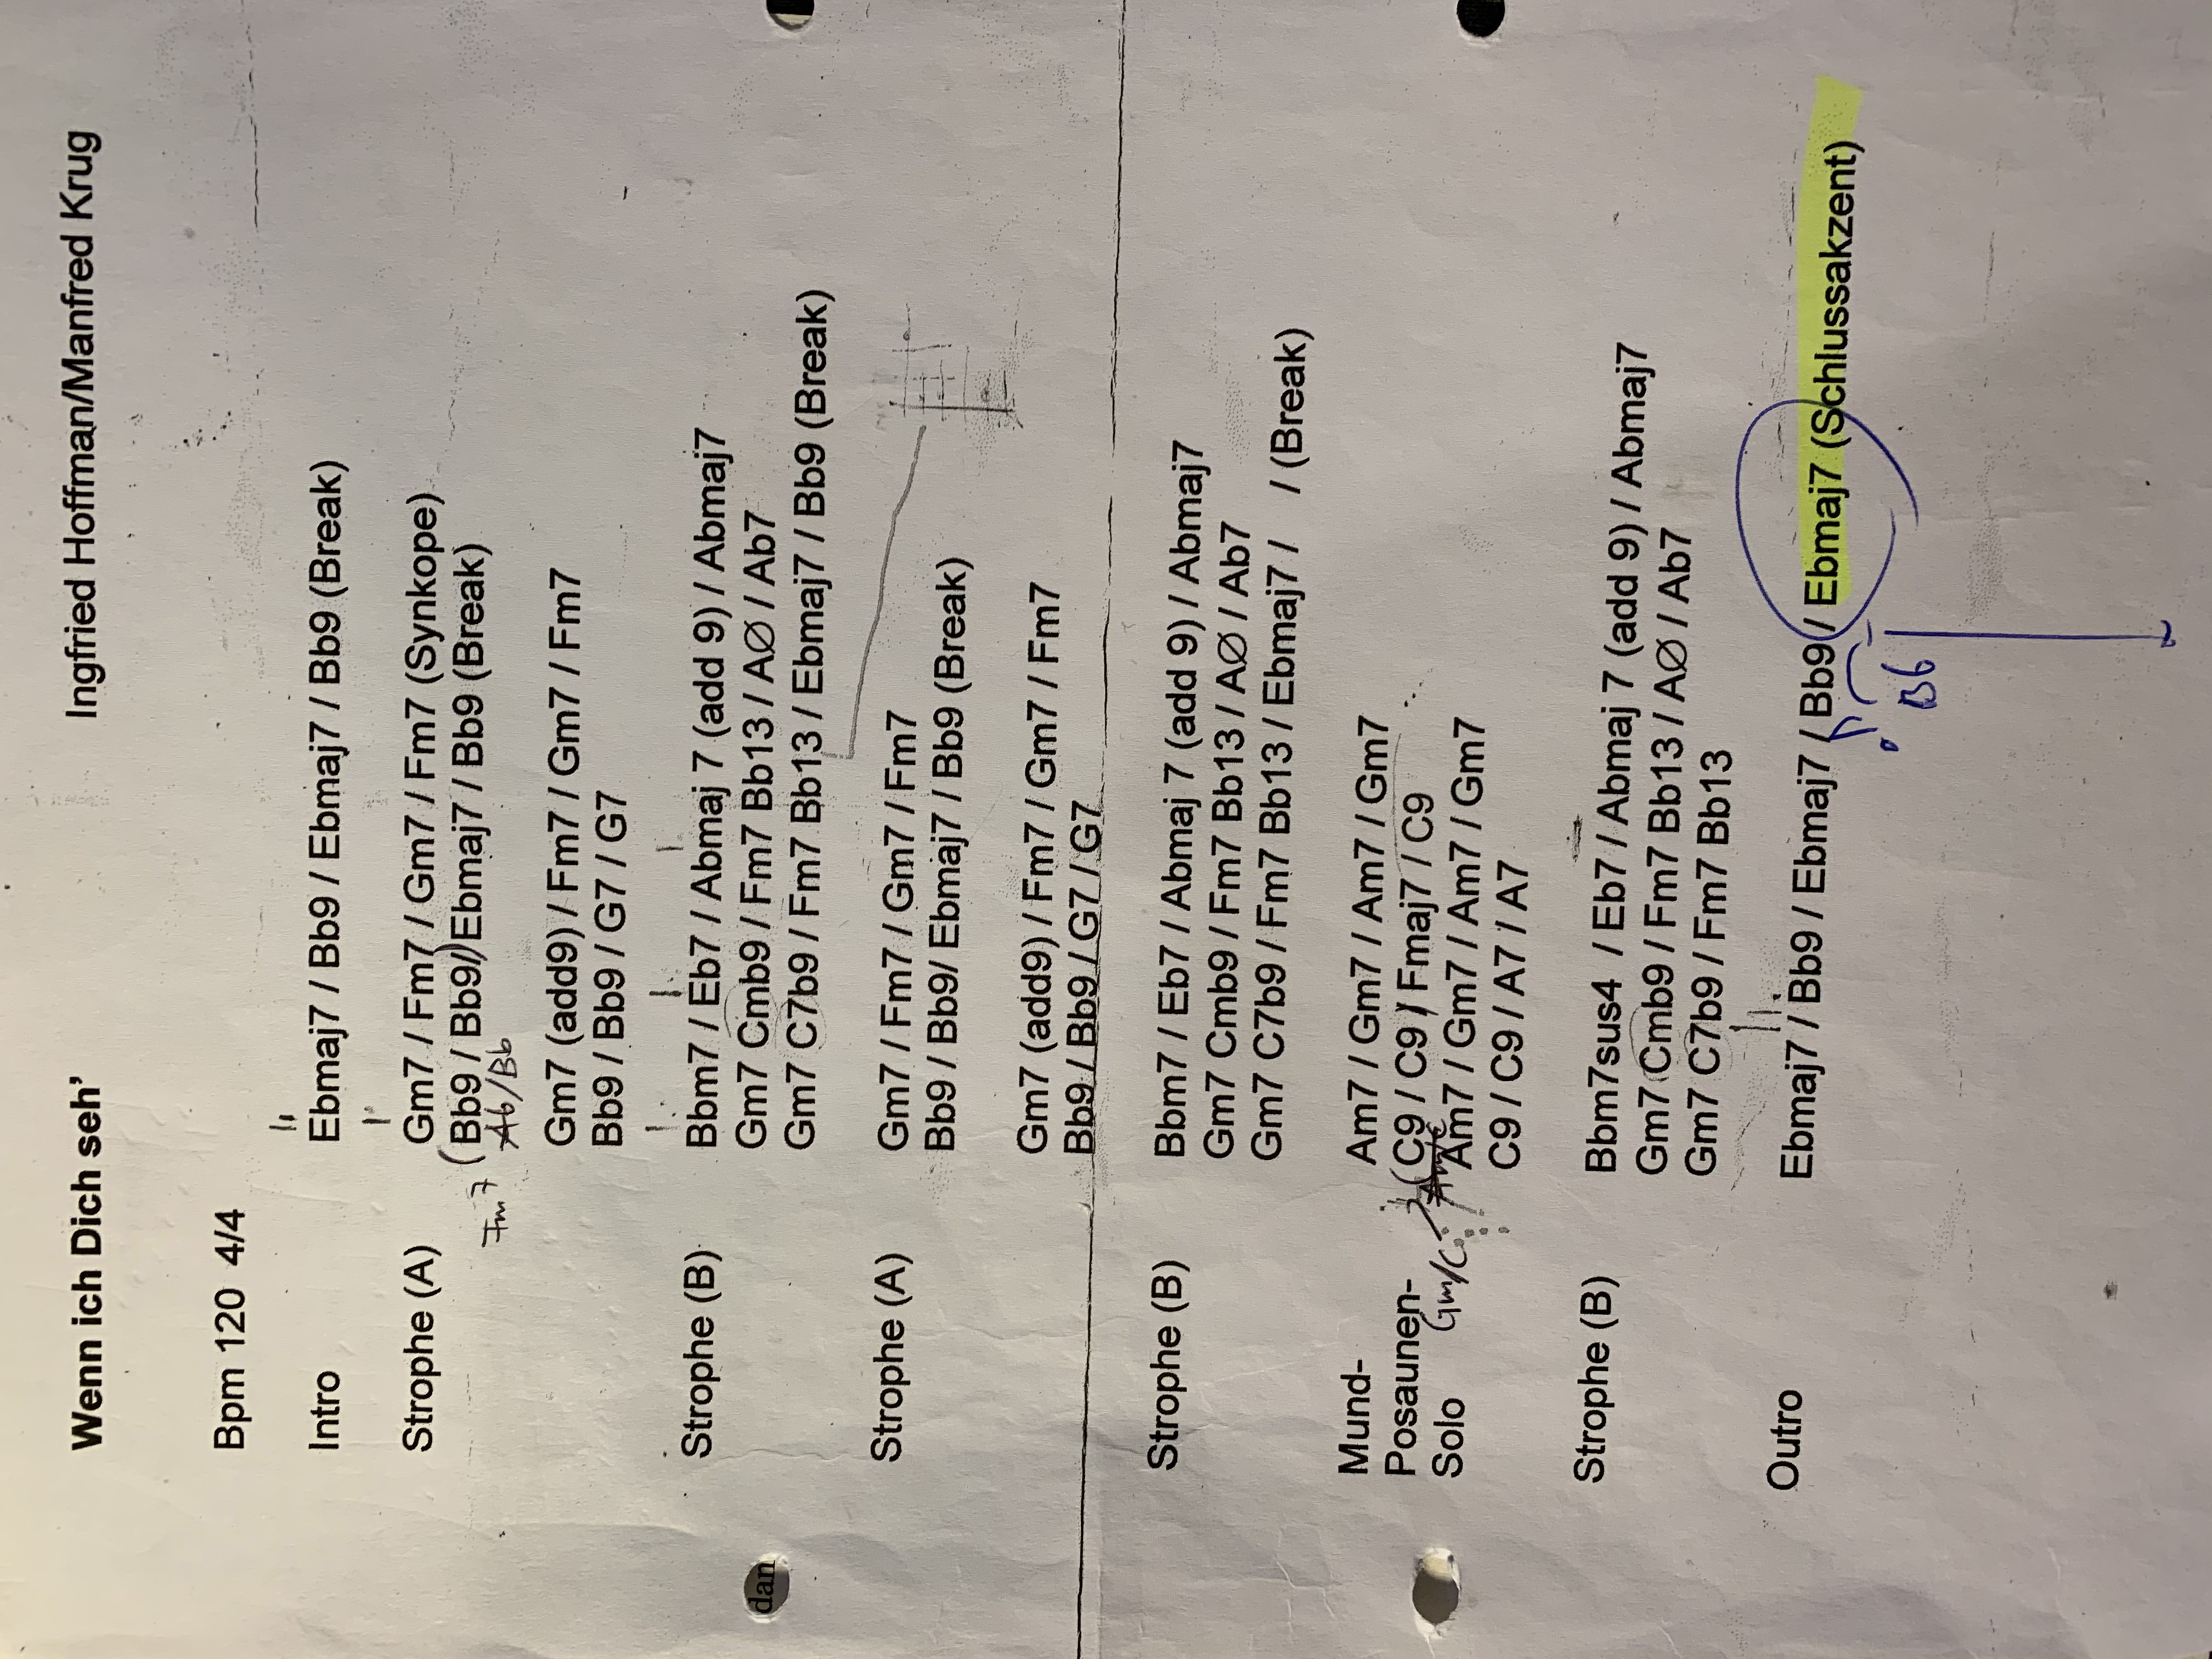 Wenn ich Dich seh’ Ingfried Hoffman/Manfred Krug
Bpm 120 4/4
Intro Ebmaj7 / Bb9 / Ebmaj7 / Bb9 (Break)
Strophe (A) Gm7 / Fm7 / Gm7 / Fm7 (Synkope)
(Bb9 / Bb9/) Ebmaj7 / Bb9 (Break)
Fm7 Ab/Bb
Gm7 (add9) / Fm7 / Gm7 / Fm7
Bb9 / Bb9 / G7 / G7
Strophe (B) Bbm7 / Eb7 / Abmaj 7 (add 9) / Abmaj7
Gm7 Cmb9 / Fm7 Bb13 / AØ / Ab7
dan
Gm7 C7b9 / Fm7 Bb13 / Ebmaj7 / Bb9 (Break)
Strophe (A) Gm7 / Fm7 / Gm7 / Fm7
Bb9 / Bb9/ Ebmaj7 / Bb9 (Break)
Gm7 (add9) / Fm7 / Gm7 / Fm7
Bb9 / Bb9 / G7 / G7
Strophe (B) Bbm7 / Eb7 / Abmaj 7 (add 9) / Abmaj7
Gm7 Cmb9 / Fm7 Bb13 / AØ / Ab7
Gm7 C7b9 / Fm7 Bb13 / Ebmaj7 / / (Break)
Mund- Am7 / Gm7 / Am7 / Gm7
Posaunen- (C9 / C9 ) Fmaj7 / C9
Gm/C
Solo Am7 / Gm7 / Am7 / Gm7
C9 / C9 / A7 / A7
Strophe (B) Bbm7sus4 / Eb7 / Abmaj 7 (add 9) / Abmaj7
Gm7 Cmb9 / Fm7 Bb13 / AØ / Ab7
Gm7 C7b9 / Fm7 Bb13
Outro Ebmaj7 / Bb9 / Ebmaj7 / Bb9 / Ebmaj7 (Schlussakzent)
B6